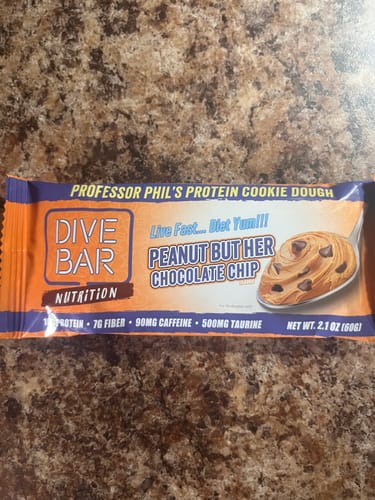 PROFESSOR PHIL'S PROTEIN COOKIE DOUGH
DIVE
BAR
NUTRITION
Live Fast... Diet Yum!!!
PEANUT BUT HER
CHOCOLATE CHIP
PROTEIN • 7G FIBER • 90MG CAFFEINE • 500MG TAURINE
NET WT. 2.1 OZ (60G)